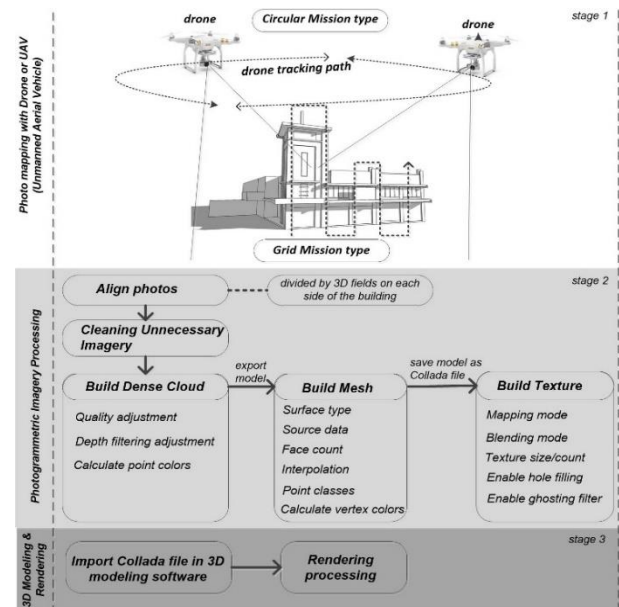 drone
Circular Mission type
drone
stage 1
drone tracking path
Grid Mission type
Photo mapping with Drone or UAV
(Unmanned Aerial Vehicle)
stage 2
Align photos
divided by 3D fields on each
side of the building
Cleaning Unnecessary
Imagery
Build Dense Cloud
export
model
Build Mesh
save model as
Collada file
Build Texture
Quality adjustment
Depth filtering adjustment
Calculate point colors
Surface type
Source data
Face count
Interpolation
Point classes
Calculate vertex colors
Mapping mode
Blending mode
Texture size/count
Enable hole filling
Enable ghosting filter
Photogrammetric Imagery Processing
stage 3
Import Collada file in 3D
modeling software
Rendering
processing
3D Modeling &
Rendering